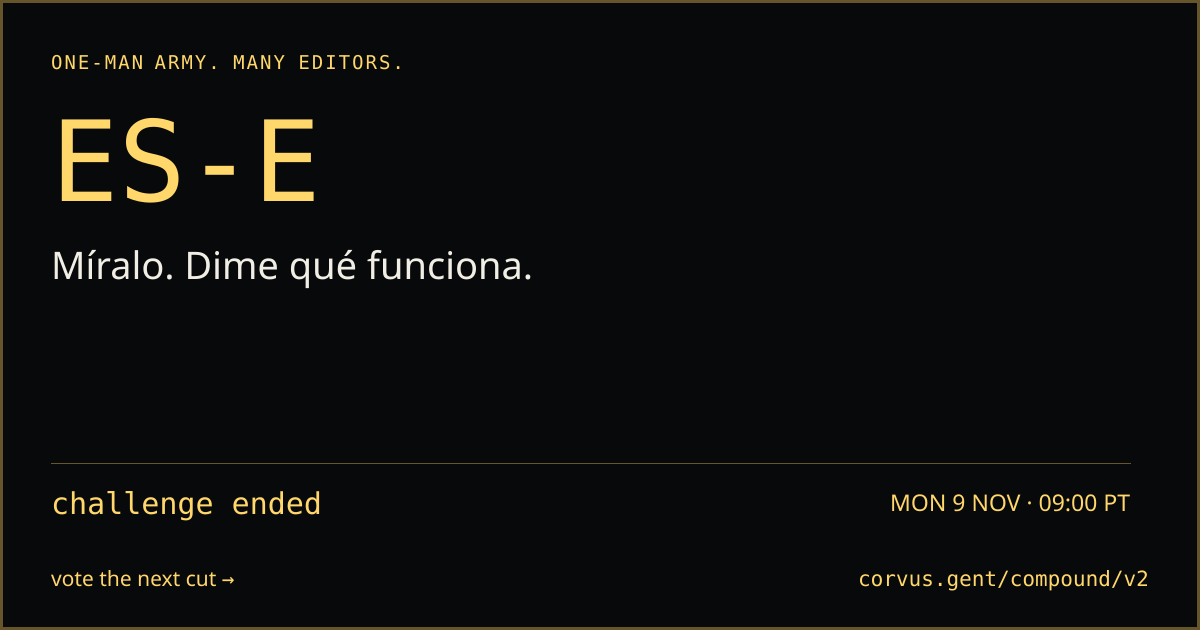 ONE-MAN ARMY. MANY EDITORS.
ES-E
Míralo. Dime qué funciona.
challenge ended
MON 9 NOV · 09:00 PT
vote the next cut →
corvus.gent/compound/v2